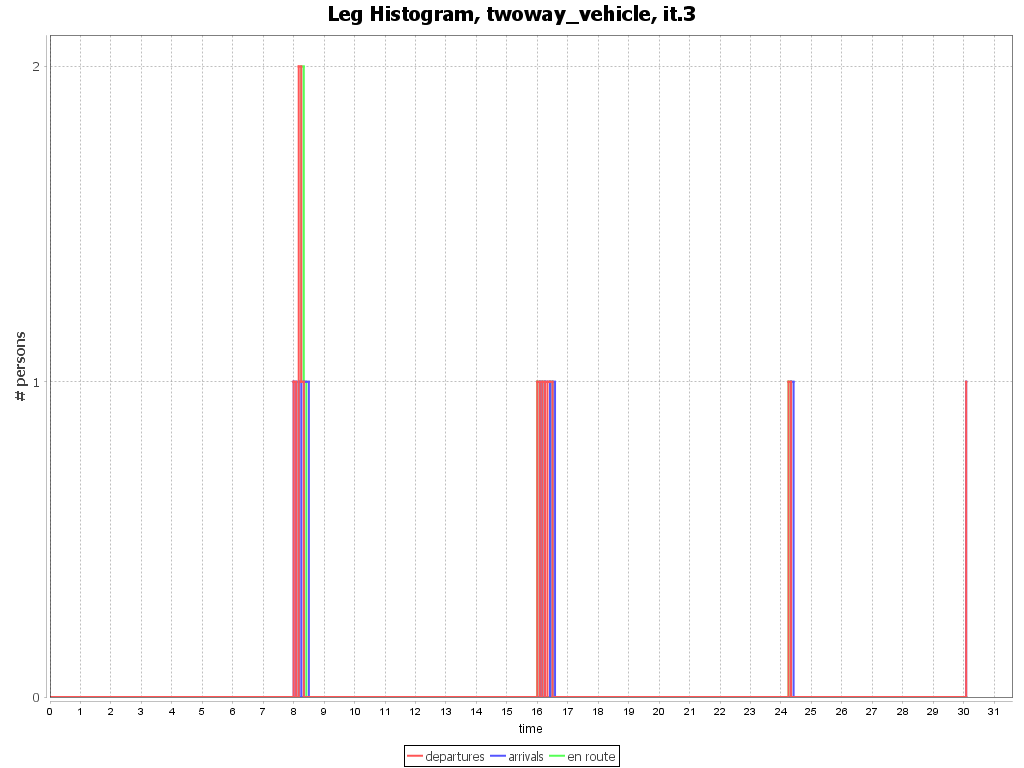 Leg Histogram, twoway_vehicle, it.3
# persons
2
1
0
0 1 2 3 4 5 6 7 8 9 10 11 12 13 14 15 16 17 18 19 20 21 22 23 24 25 26 27 28 29 30 31
time
departures arrivals en route